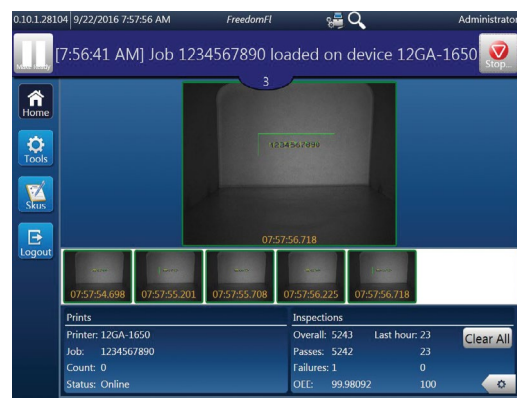 0.10.1.28104 9/22/2016 7:57:56 AM FreedomFl Administrator
[7:56:41 AM] Job 1234567890 loaded on device 12GA-1650
Stop...
3
Home
Tools
Skus
Logout
1234567890
07:57:56.718
07:57:54.698 07:57:55.201 07:57:55.708 07:57:56.225 07:57:56.718
Prints
Printer: 12GA-1650
Job: 1234567890
Count: 0
Status: Online
Inspections
Overall: 5243 Last hour: 23
Passes: 5242 23
Failures: 1 0
OEE: 99.98092 100
Clear All